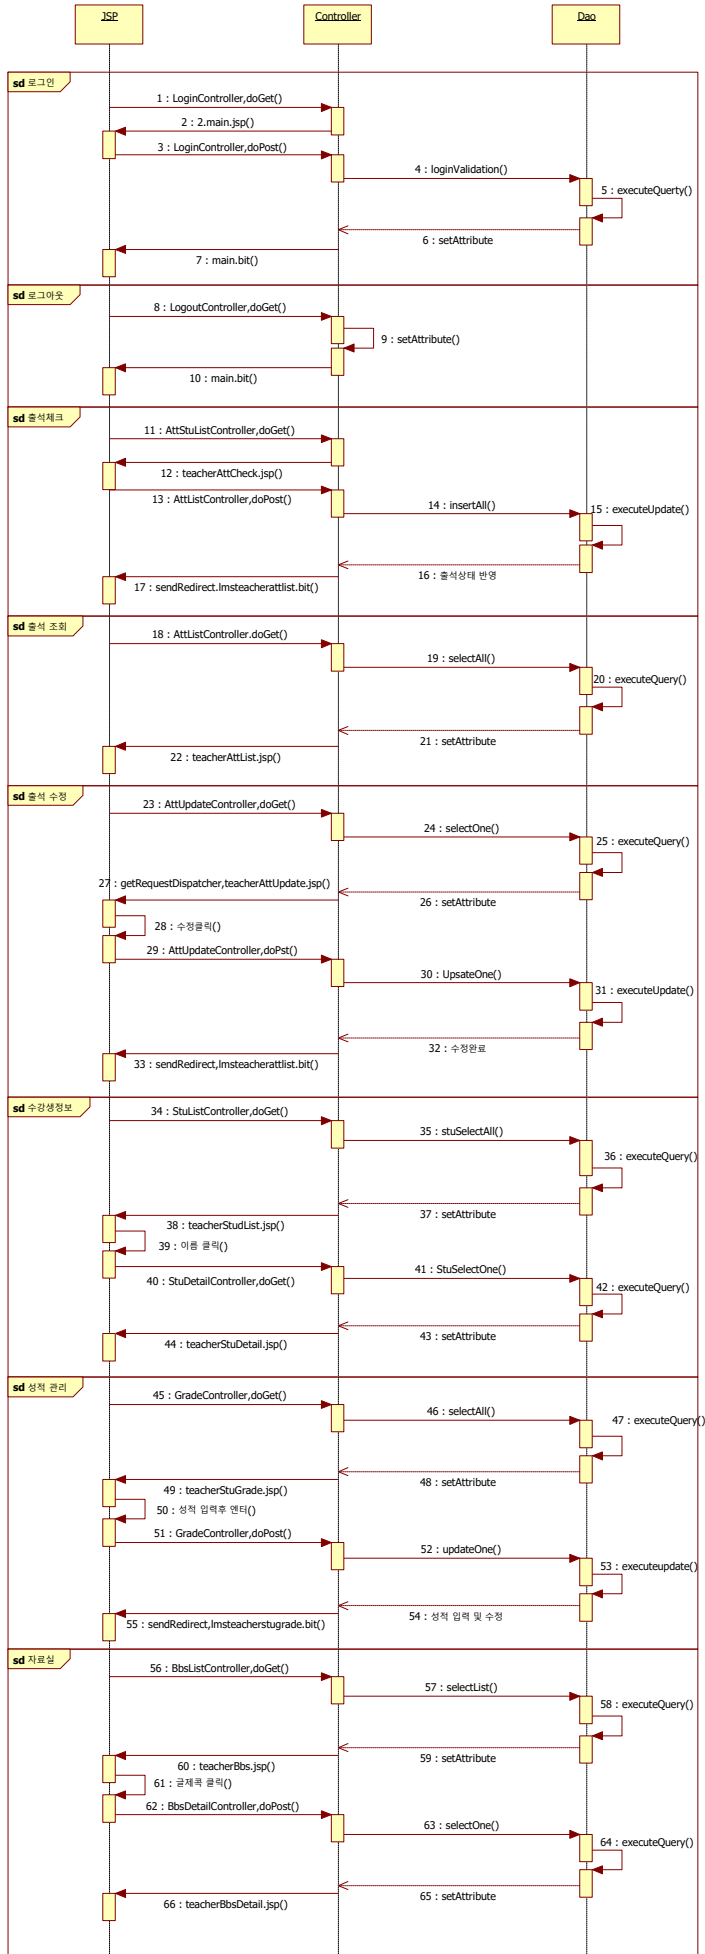 JSP
Controller
Dao
sd 로그인
1 : LoginController,doGet()
2 : 2.main.jsp()
3 : LoginController,doPost()
4 : loginValidation()
5 : executeQuerty()
6 : setAttribute
7 : main.bit()
sd 로그아웃
8 : LogoutController,doGet()
9 : setAttribute()
10 : main.bit()
sd 출석체크
11 : AttStuListController,doGet()
12 : teacherAttCheck.jsp()
13 : AttListController,doPost()
14 : insertAll()
15 : executeUpdate()
16 : 출석상태 반영
17 : sendRedirect.lmsteacherattlist.bit()
sd 출석 조회
18 : AttListController.doGet()
19 : selectAll()
20 : executeQuery()
21 : setAttribute
22 : teacherAttList.jsp()
sd 출석 수정
23 : AttUpdateController,doGet()
24 : selectOne()
25 : executeQuery()
26 : setAttribute
27 : getRequestDispatcher,teacherAttUpdate.jsp()
28 : 수정클릭()
29 : AttUpdateController,doPst()
30 : UpsateOne()
31 : executeUpdate()
32 : 수정완료
33 : sendRedirect,lmsteacherattlist.bit()
sd 수강생정보
34 : StuListController,doGet()
35 : stuSelectAll()
36 : executeQuery()
37 : setAttribute
38 : teacherStudList.jsp()
39 : 이름 클릭()
40 : StuDetailController,doGet()
41 : StuSelectOne()
42 : executeQuery()
43 : setAttribute
44 : teacherStuDetail.jsp()
sd 성적 관리
45 : GradeController,doGet()
46 : selectAll()
47 : executeQuery()
48 : setAttribute
49 : teacherStuGrade.jsp()
50 : 성적 입력후 엔터()
51 : GradeController,doPost()
52 : updateOne()
53 : executeupdate()
54 : 성적 입력 및 수정
55 : sendRedirect,lmsteacherstugrade.bit()
sd 자료실
56 : BbsListController,doGet()
57 : selectList()
58 : executeQuery()
59 : setAttribute
60 : teacherBbs.jsp()
61 : 글제콕 클릭()
62 : BbsDetailController,doPost()
63 : selectOne()
64 : executeQuery()
65 : setAttribute
66 : teacherBbsDetail.jsp()